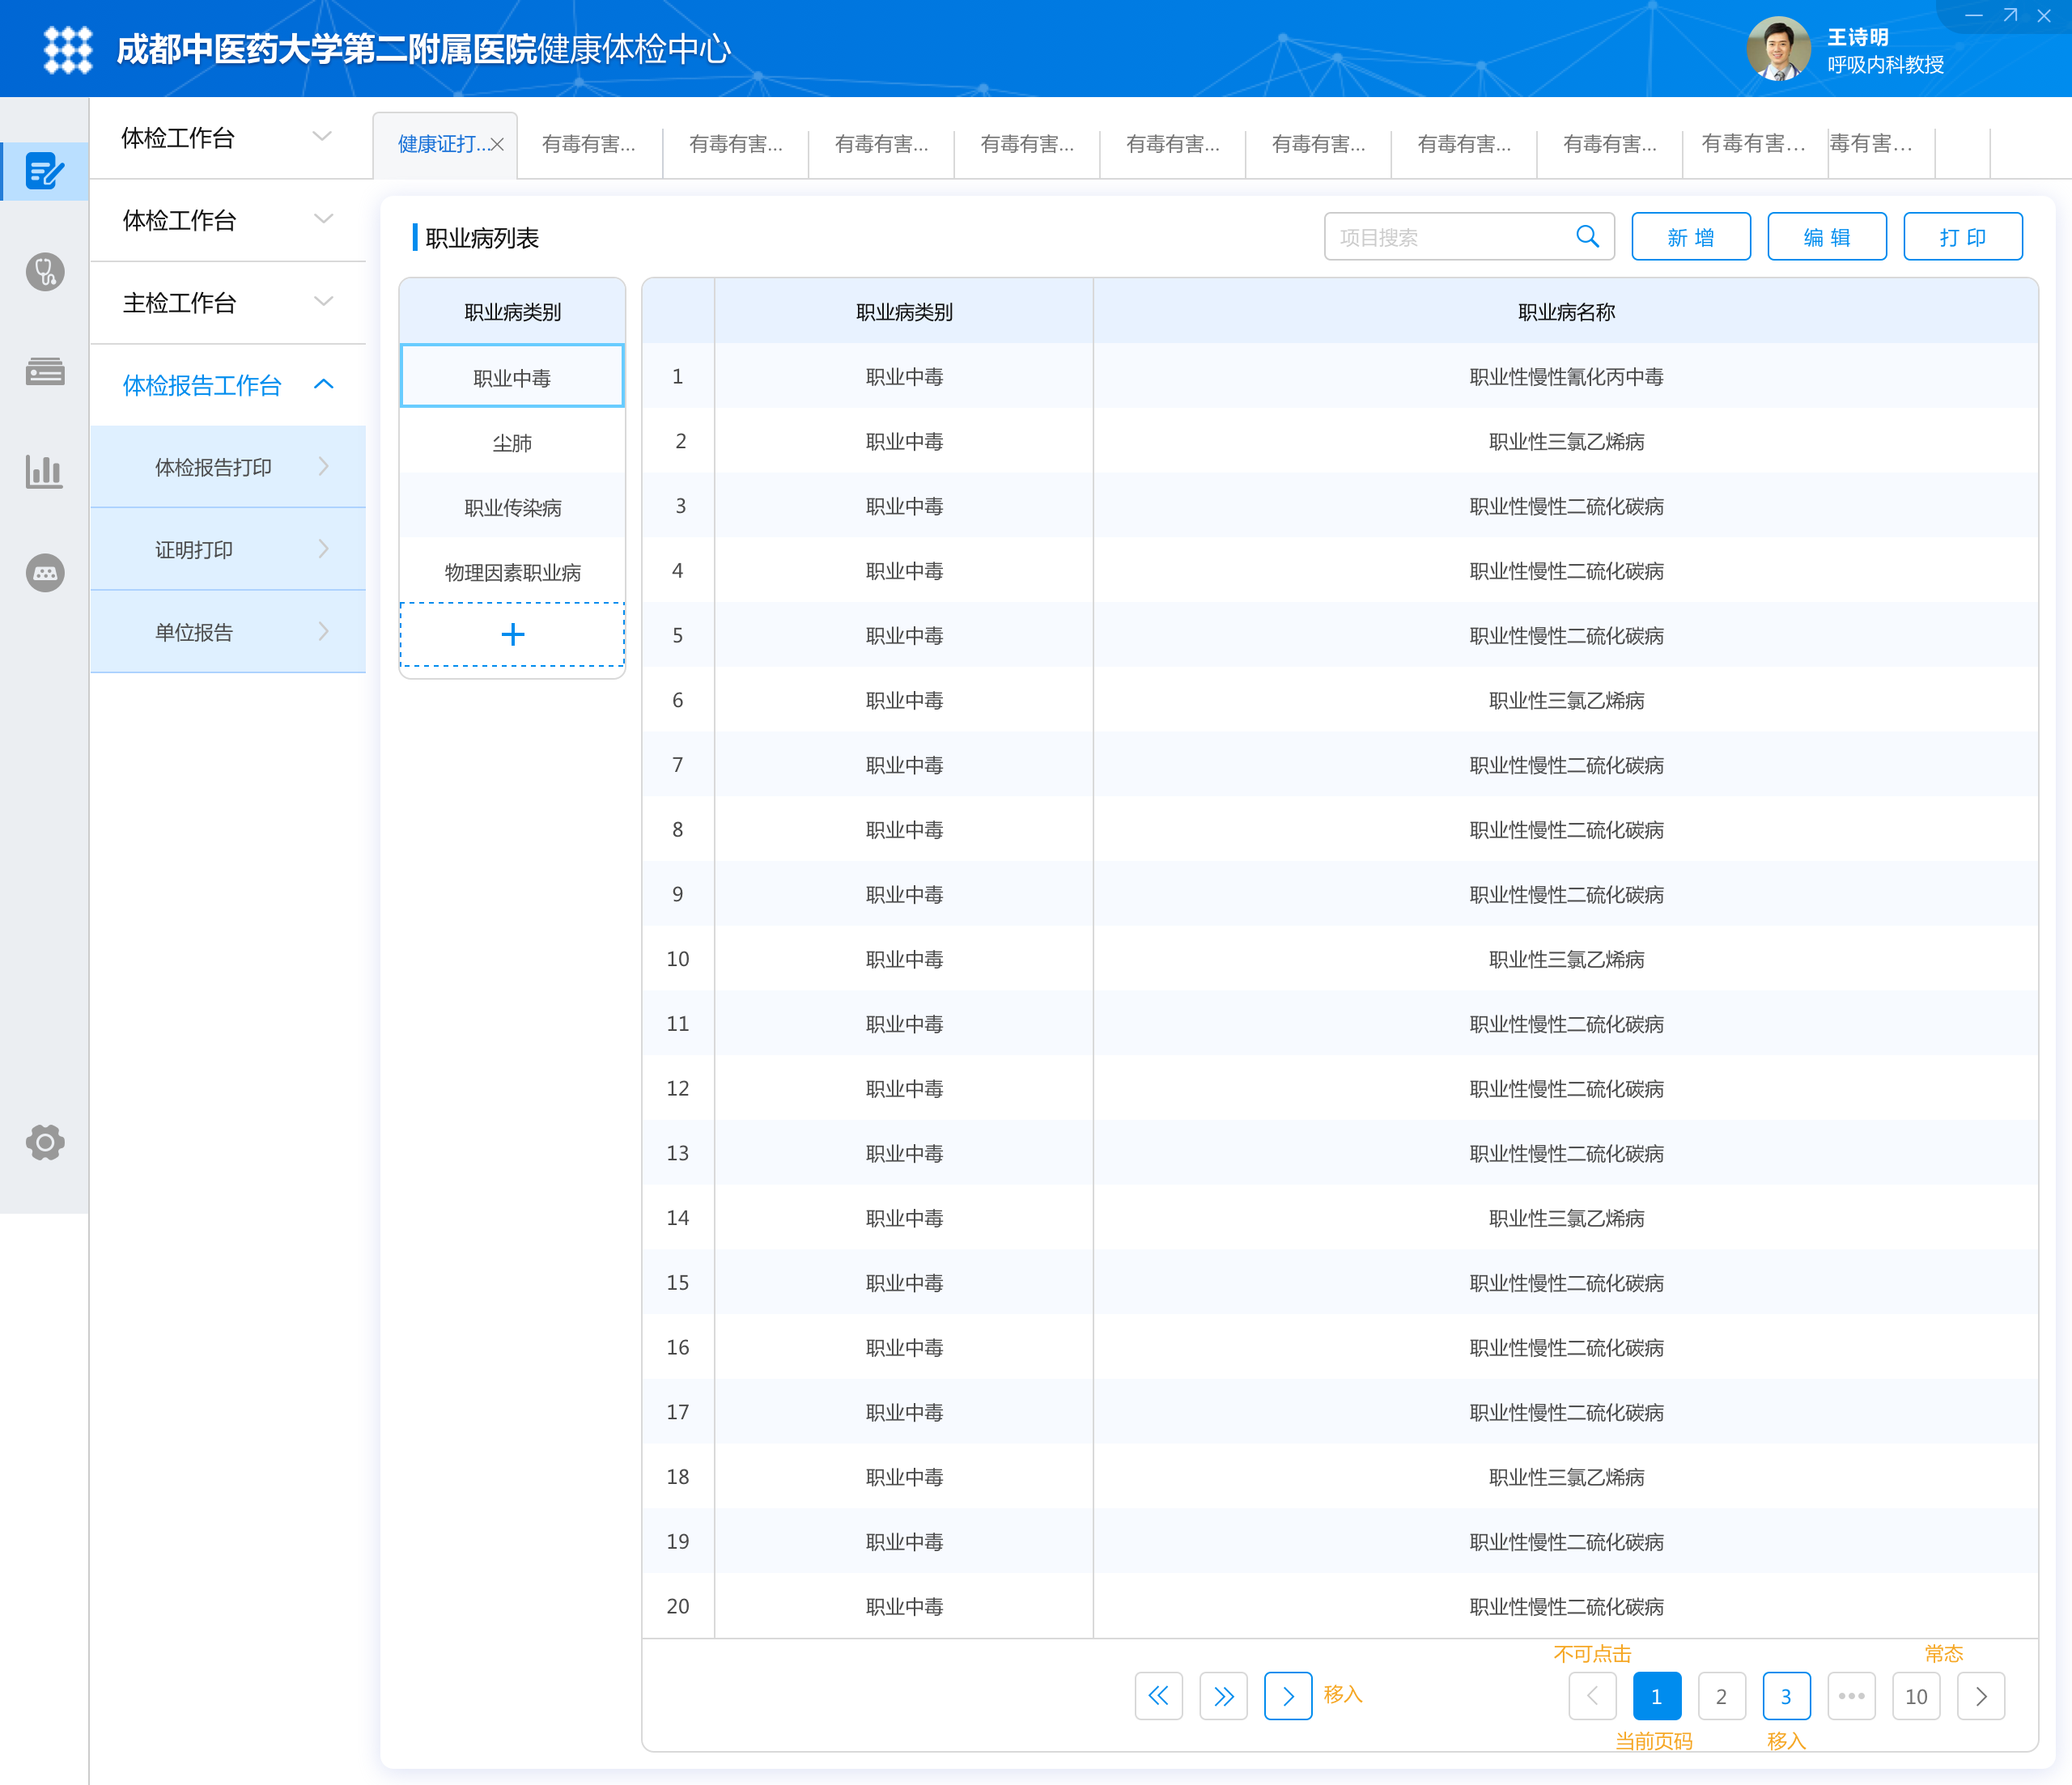 成都中医药大学第二附属医院健康体检中心
王诗明
呼吸内科教授
体检工作台
体检工作台
主检工作台
体检报告工作台
体检报告打印
证明打印
单位报告
健康证打...
有毒有害...
有毒有害...
有毒有害...
有毒有害...
有毒有害...
有毒有害...
有毒有害...
有毒有害...
有毒有害...
毒有害...
职业病列表
项目搜索
新 增
编 辑
打 印
职业病类别
职业中毒
尘肺
职业传染病
物理因素职业病
职业病类别 职业病名称
1 职业中毒 职业性慢性氰化丙中毒
2 职业中毒 职业性三氯乙烯病
3 职业中毒 职业性慢性二硫化碳病
4 职业中毒 职业性慢性二硫化碳病
5 职业中毒 职业性慢性二硫化碳病
6 职业中毒 职业性三氯乙烯病
7 职业中毒 职业性慢性二硫化碳病
8 职业中毒 职业性慢性二硫化碳病
9 职业中毒 职业性慢性二硫化碳病
10 职业中毒 职业性三氯乙烯病
11 职业中毒 职业性慢性二硫化碳病
12 职业中毒 职业性慢性二硫化碳病
13 职业中毒 职业性慢性二硫化碳病
14 职业中毒 职业性三氯乙烯病
15 职业中毒 职业性慢性二硫化碳病
16 职业中毒 职业性慢性二硫化碳病
17 职业中毒 职业性慢性二硫化碳病
18 职业中毒 职业性三氯乙烯病
19 职业中毒 职业性慢性二硫化碳病
20 职业中毒 职业性慢性二硫化碳病
不可点击 常态
移入
1 2 3 ••• 10
当前页码 移入